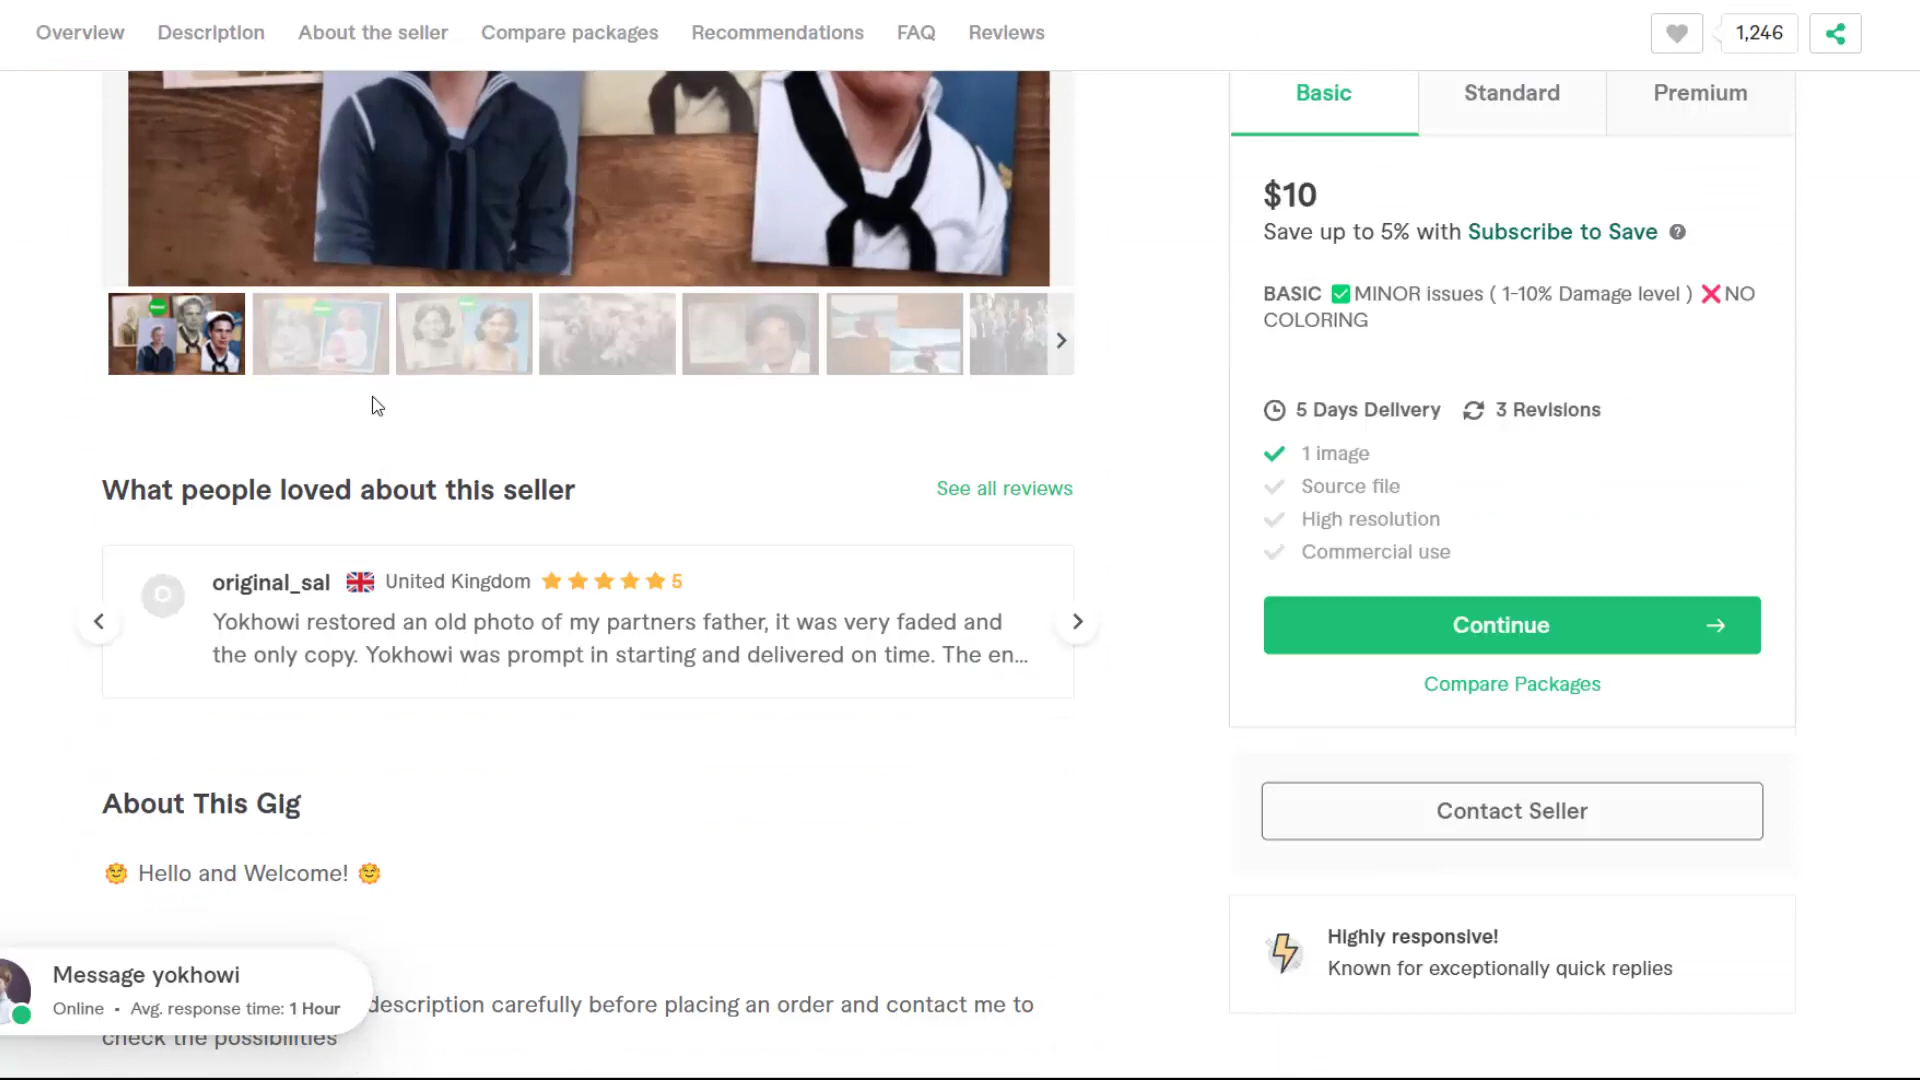 Overview Description About the seller Compare packages Recommendations FAQ Reviews
1,246
Basic Standard Premium
$10
Save up to 5% with Subscribe to Save ?
BASIC ✅MINOR issues ( 1-10% Damage level ) ❌NO
COLORING
5 Days Delivery 3 Revisions
1 image
Source file
High resolution
Commercial use
Continue
Compare Packages
Contact Seller
Highly responsive!
Known for exceptionally quick replies
What people loved about this seller See all reviews
O
original_sal United Kingdom 5
Yokhowi restored an old photo of my partners father, it was very faded and
the only copy. Yokhowi was prompt in starting and delivered on time. The en...
About This Gig
🌞 Hello and Welcome! 🌞
description carefully before placing an order and contact me to
check the possibilities
Message yokhowi
Online • Avg. response time: 1 Hour